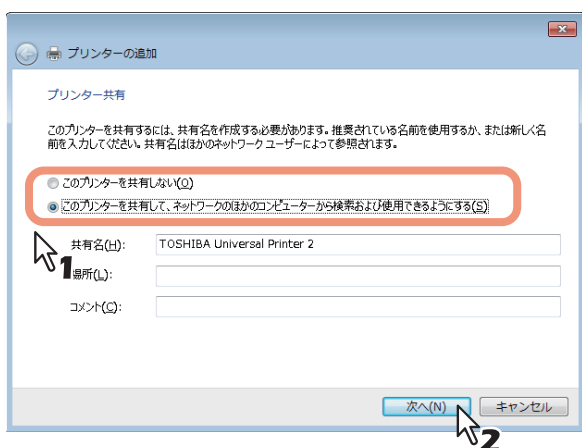 プリンターの追加
プリンター共有
このプリンターを共有するには、共有名を作成する必要があります。推奨されている名前を使用するか、または新しく名
前を入力してください。共有名はほかのネットワーク ユーザーによって参照されます。
このプリンターを共有しない(O)
このプリンターを共有して、ネットワークのほかのコンピューターから検索および使用できるようにする(S)
共有名(H): TOSHIBA Universal Printer 2
1
場所(L):
コメント(C):
次へ(N) キャンセル
2